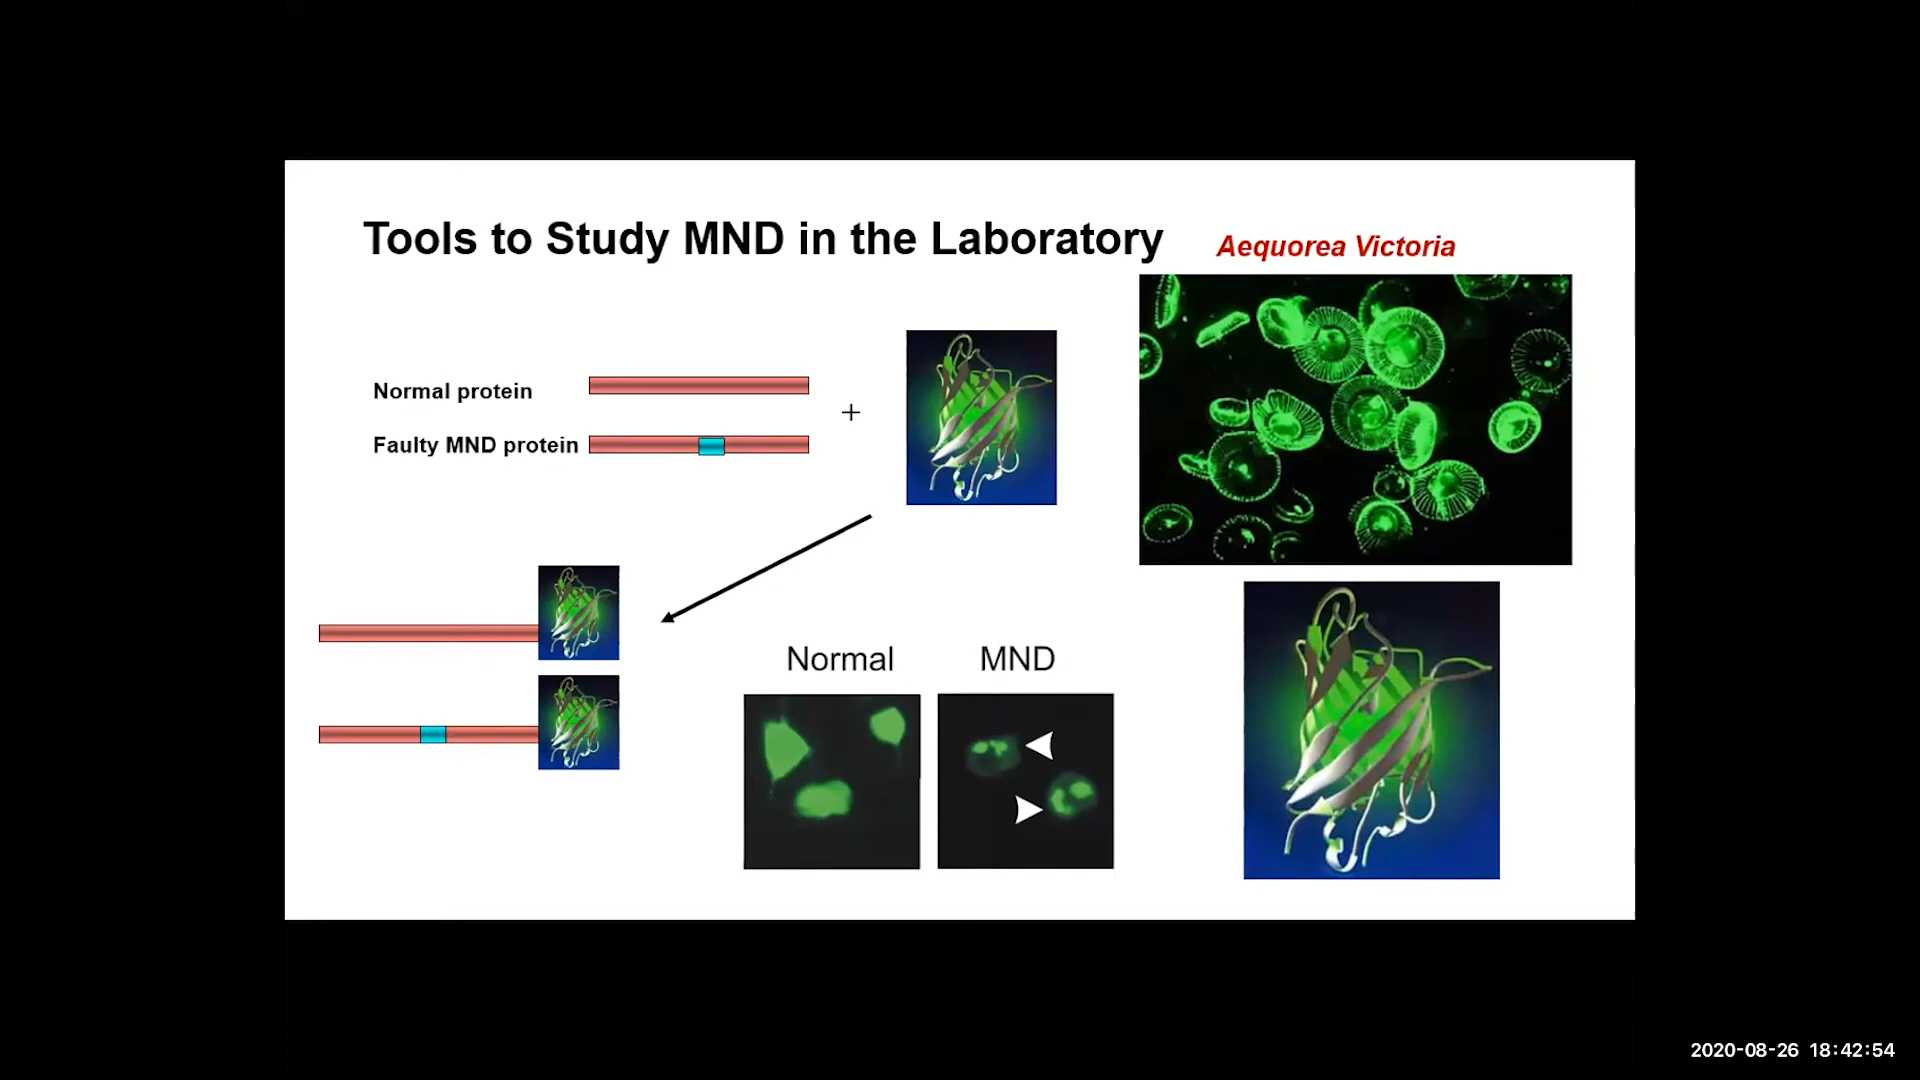 Tools to Study MND in the Laboratory
Aequorea Victoria
Normal protein
+
Faulty MND protein
Normal
MND
2020-08-26 18:42:54